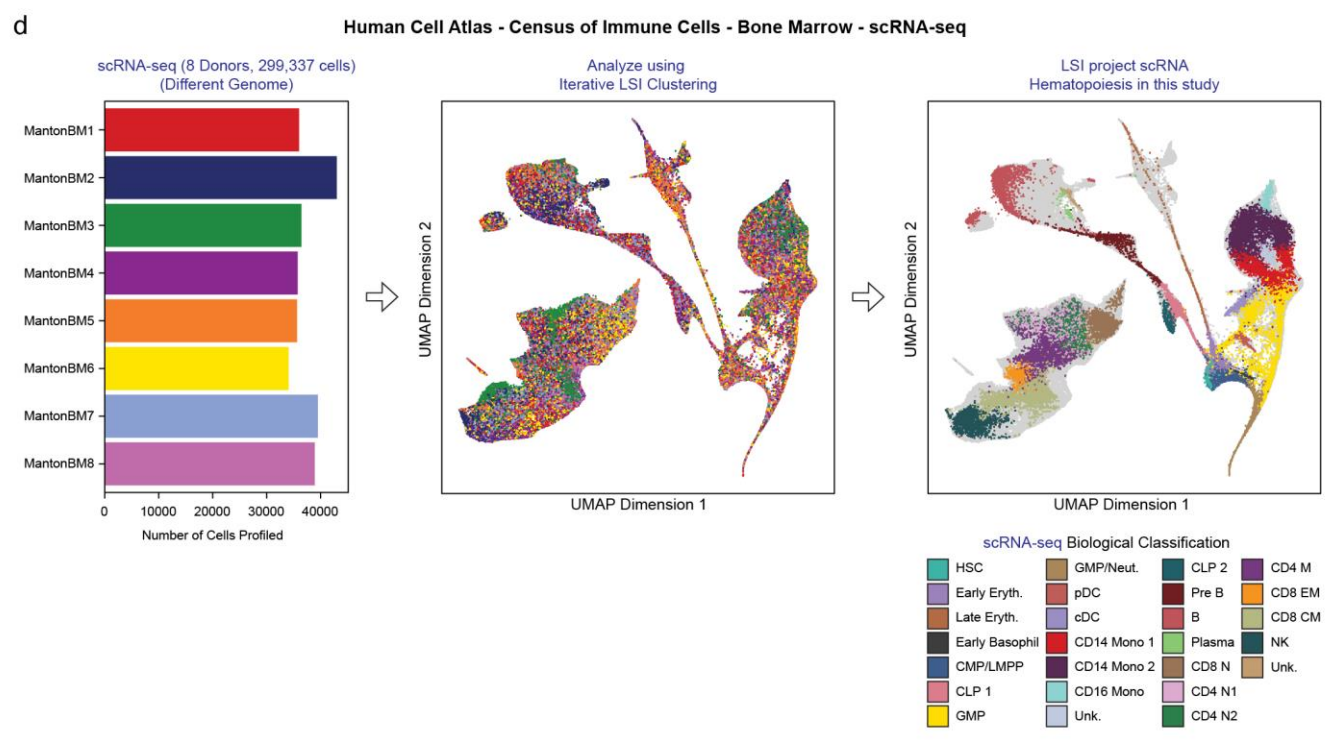 d
Human Cell Atlas - Census of Immune Cells - Bone Marrow - scRNA-seq
scRNA-seq (8 Donors, 299,337 cells)
(Different Genome)
MantonBM1
MantonBM2
MantonBM3
MantonBM4
MantonBM5
MantonBM6
MantonBM7
MantonBM8
0 10000 20000 30000 40000
Number of Cells Profiled
Analyze using
Iterative LSI Clustering
UMAP Dimension 2
UMAP Dimension 1
LSI project scRNA
Hematopoiesis in this study
UMAP Dimension 2
UMAP Dimension 1
scRNA-seq Biological Classification
HSC
Early Eryth.
Late Eryth.
Early Basophil
CMP/LMPP
CLP 1
GMP
GMP/Neut.
pDC
cDC
CD14 Mono 1
CD14 Mono 2
CD16 Mono
Unk.
CLP 2
Pre B
B
Plasma
CD8 N
CD4 N1
CD4 N2
CD4 M
CD8 EM
CD8 CM
NK
Unk.